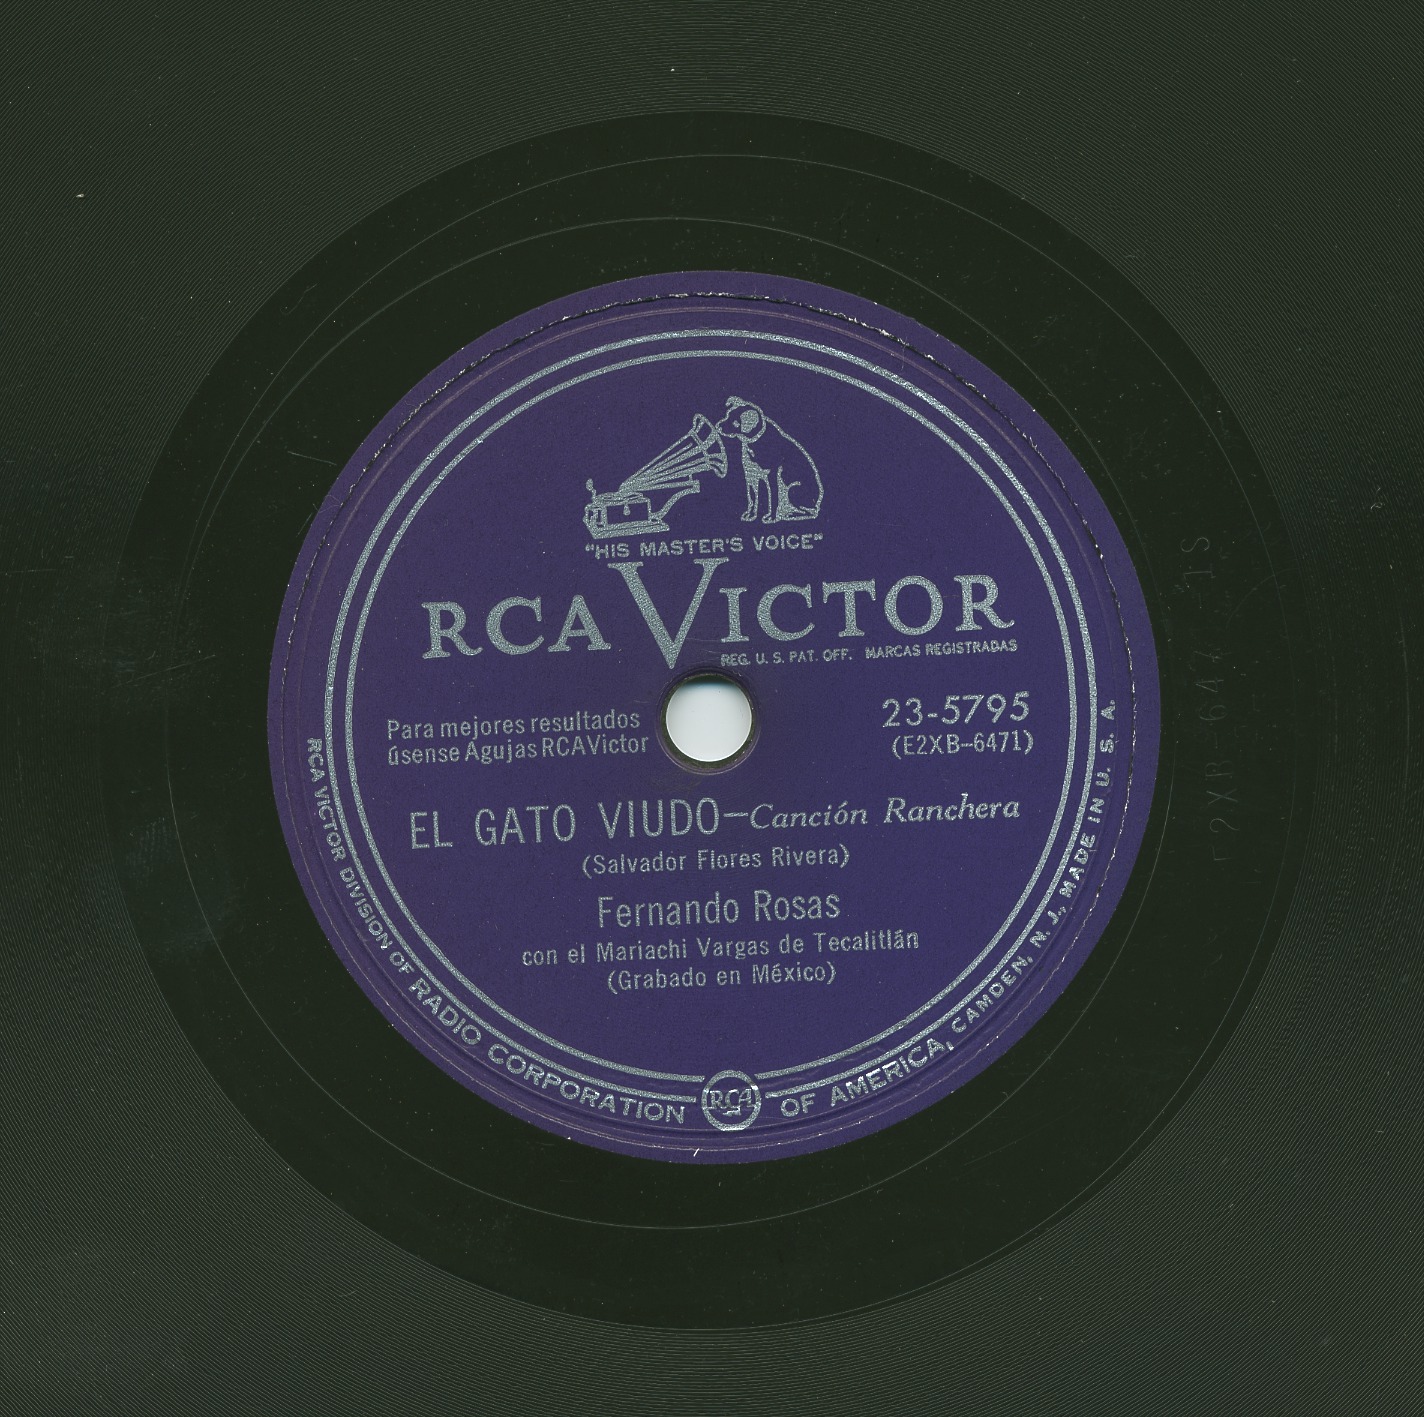 "HIS MASTER'S VOICE"
RCA VICTOR
REG. U. S. PAT. OFF. MARCAS REGISTRADAS
Para mejores resultados
úsense Agujas RCA Victor
23-5795
(E2XB-6471)
EL GATO VIUDO—Canción Ranchera
(Salvador Flores Rivera)
Fernando Rosas
con el Mariachi Vargas de Tecalitlán
(Grabado en México)
RCA VICTOR DIVISION OF RADIO CORPORATION
RCA
OF AMERICA, CAMDEN, N. J., MADE IN U. S. A.